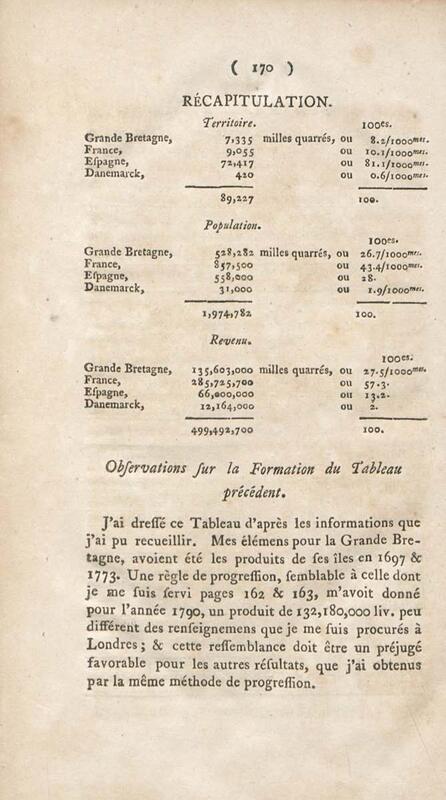 ( 170 )
RÉCAPITULATION.
Territoire. 100es.
Grande Bretagne, 7,335 milles quarrés, ou 8.2/1000mes.
France, 9,055 ou 10.1/1000mes.
Eſpagne, 72,417 ou 81.1/1000mes.
Danemarck, 420 ou 0.6/1000mes.
89,227 100.
Population. 100es.
Grande Bretagne, 528,282 milles quarrés, ou 26.7/1000mes.
France, 857,500 ou 43.4/1000mes.
Eſpagne, 558,000 ou 28.
Danemarck, 31,000 ou 1.9/1000mes.
1,974,782 100.
Revenu. 100es.
Grande Bretagne, 135,603,000 milles quarrés, ou 27.5/1000mes.
France, 285,725,700 ou 57.3.
Eſpagne, 66,000,000 ou 13.2.
Danemarck, 12,164,000 ou 2.
499,492,700 100.
Obſervations ſur la Formation du Tableau
précédent.
J'ai dreſſé ce Tableau d'après les informations que
j'ai pu recueillir. Mes élémens pour la Grande Bre-
tagne, avoient été les produits de ſes îles en 1697 &
1773. Une règle de progreſſion, ſemblable à celle dont
je me ſuis ſervi pages 162 & 163, m'avoit donné
pour l'année 1790, un produit de 132,180,000 liv. peu
différent des renſeignemens que je me ſuis procurés à
Londres ; & cette reſſemblance doit être un préjugé
favorable pour les autres réſultats, que j'ai obtenus
par la même méthode de progreſſion.